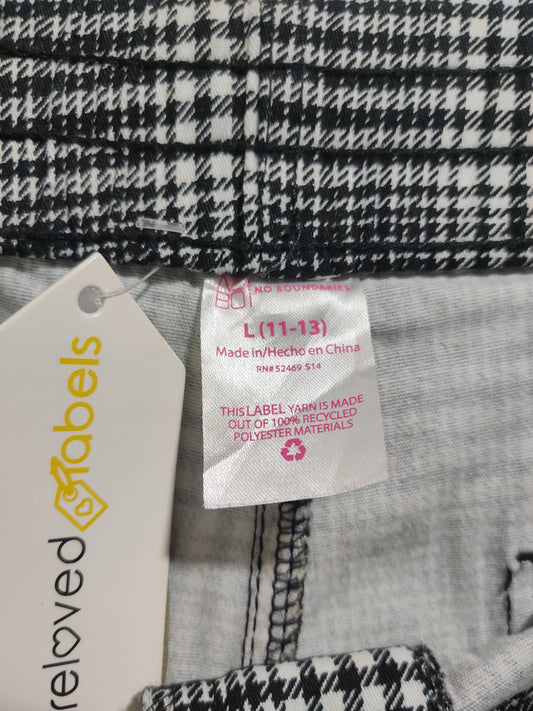 NO BOUNDARIES
L (11-13)
Made in/Hecho en China
RN# 52469 S14
THIS LABEL YARN IS MADE
OUT OF 100% RECYCLED
POLYESTER MATERIALS
reloved labels